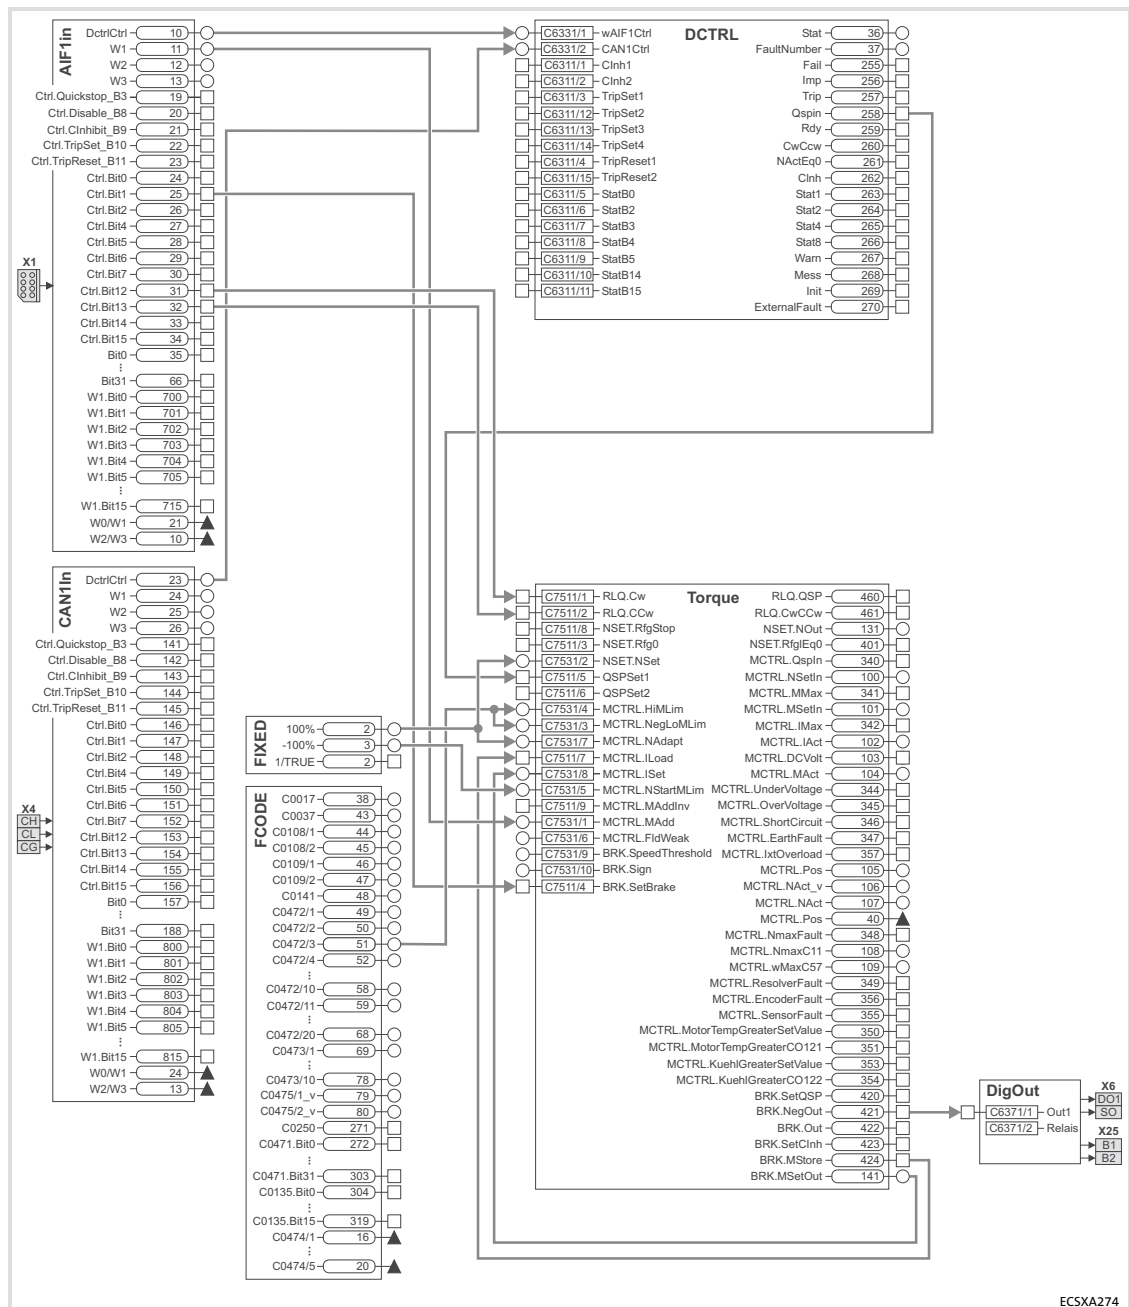 AIF1in
DctrlCtrl 10
W1 11
W2 12
W3 13
Ctrl.Quickstop_B3 19
Ctrl.Disable_B8 20
Ctrl.CInhibit_B9 21
Ctrl.TripSet_B10 22
Ctrl.TripReset_B11 23
Ctrl.Bit0 24
Ctrl.Bit1 25
Ctrl.Bit2 26
Ctrl.Bit4 27
Ctrl.Bit5 28
Ctrl.Bit6 29
Ctrl.Bit7 30
Ctrl.Bit12 31
Ctrl.Bit13 32
Ctrl.Bit14 33
Ctrl.Bit15 34
Bit0 35
Bit31 66
W1.Bit0 700
W1.Bit1 701
W1.Bit2 702
W1.Bit3 703
W1.Bit4 704
W1.Bit5 705
W1.Bit15 715
W0/W1 21
W2/W3 10
X1
DCTRL
C6331/1 wAIF1Ctrl
C6331/2 CAN1Ctrl
C6311/1 CInh1
C6311/2 CInh2
C6311/3 TripSet1
C6311/12 TripSet2
C6311/13 TripSet3
C6311/14 TripSet4
C6311/4 TripReset1
C6311/15 TripReset2
C6311/5 StatB0
C6311/6 StatB2
C6311/7 StatB3
C6311/8 StatB4
C6311/9 StatB5
C6311/10 StatB14
C6311/11 StatB15
Stat 36
FaultNumber 37
Fail 255
Imp 256
Trip 257
Qspin 258
Rdy 259
CwCcw 260
NActEq0 261
CInh 262
Stat1 263
Stat2 264
Stat4 265
Stat8 266
Warn 267
Mess 268
Init 269
ExternalFault 270
CAN1In
DctrlCtrl 23
W1 24
W2 25
W3 26
Ctrl.Quickstop_B3 141
Ctrl.Disable_B8 142
Ctrl.CInhibit_B9 143
Ctrl.TripSet_B10 144
Ctrl.TripReset_B11 145
Ctrl.Bit0 146
Ctrl.Bit1 147
Ctrl.Bit2 148
Ctrl.Bit4 149
Ctrl.Bit5 150
Ctrl.Bit6 151
Ctrl.Bit7 152
Ctrl.Bit12 153
Ctrl.Bit13 154
Ctrl.Bit14 155
Ctrl.Bit15 156
Bit0 157
Bit31 188
W1.Bit0 800
W1.Bit1 801
W1.Bit2 802
W1.Bit3 803
W1.Bit4 804
W1.Bit5 805
W1.Bit15 815
W0/W1 24
W2/W3 13
X4
CH
CL
CG
FIXED
100% 2
-100% 3
1/TRUE 2
FCODE
C0017 38
C0037 43
C0108/1 44
C0108/2 45
C0109/1 46
C0109/2 47
C0141 48
C0472/1 49
C0472/2 50
C0472/3 51
C0472/4 52
C0472/10 58
C0472/11 59
C0472/20 68
C0473/1 69
C0473/10 78
C0475/1_v 79
C0475/2_v 80
C0250 271
C0471.Bit0 272
C0471.Bit31 303
C0135.Bit0 304
C0135.Bit15 319
C0474/1 16
C0474/5 20
Torque
C7511/1 RLQ.Cw
C7511/2 RLQ.CCw
C7511/8 NSET.RfgStop
C7511/3 NSET.Rfg0
C7531/2 NSET.NSet
C7511/5 QSPSet1
C7511/6 QSPSet2
C7531/4 MCTRL.HiMLim
C7531/3 MCTRL.NegLoMLim
C7531/7 MCTRL.NAdapt
C7511/7 MCTRL.ILoad
C7531/8 MCTRL.ISet
C7531/5 MCTRL.NStartMLim
C7511/9 MCTRL.MAddInv
C7531/1 MCTRL.MAdd
C7531/6 MCTRL.FldWeak
C7531/9 BRK.SpeedThreshold
C7531/10 BRK.Sign
C7511/4 BRK.SetBrake
RLQ.QSP 460
RLQ.CwCCw 461
NSET.NOut 131
NSET.RfgIEq0 401
MCTRL.QspIn 340
MCTRL.NSetIn 100
MCTRL.MMax 341
MCTRL.MSetIn 101
MCTRL.IMax 342
MCTRL.IAct 102
MCTRL.DCVolt 103
MCTRL.MAct 104
MCTRL.UnderVoltage 344
MCTRL.OverVoltage 345
MCTRL.ShortCircuit 346
MCTRL.EarthFault 347
MCTRL.IxtOverload 357
MCTRL.Pos 105
MCTRL.NAct_v 106
MCTRL.NAct 107
MCTRL.Pos 40
MCTRL.NmaxFault 348
MCTRL.NmaxC11 108
MCTRL.wMaxC57 109
MCTRL.ResolverFault 349
MCTRL.EncoderFault 356
MCTRL.SensorFault 355
MCTRL.MotorTempGreaterSetValue 350
MCTRL.MotorTempGreaterCO121 351
MCTRL.KuehlGreaterSetValue 353
MCTRL.KuehlGreaterCO122 354
BRK.SetQSP 420
BRK.NegOut 421
BRK.Out 422
BRK.SetCInh 423
BRK.MStore 424
BRK.MSetOut 141
DigOut
C6371/1 Out1
C6371/2 Relais
X6
DO1
SO
X25
B1
B2
ECSXA274